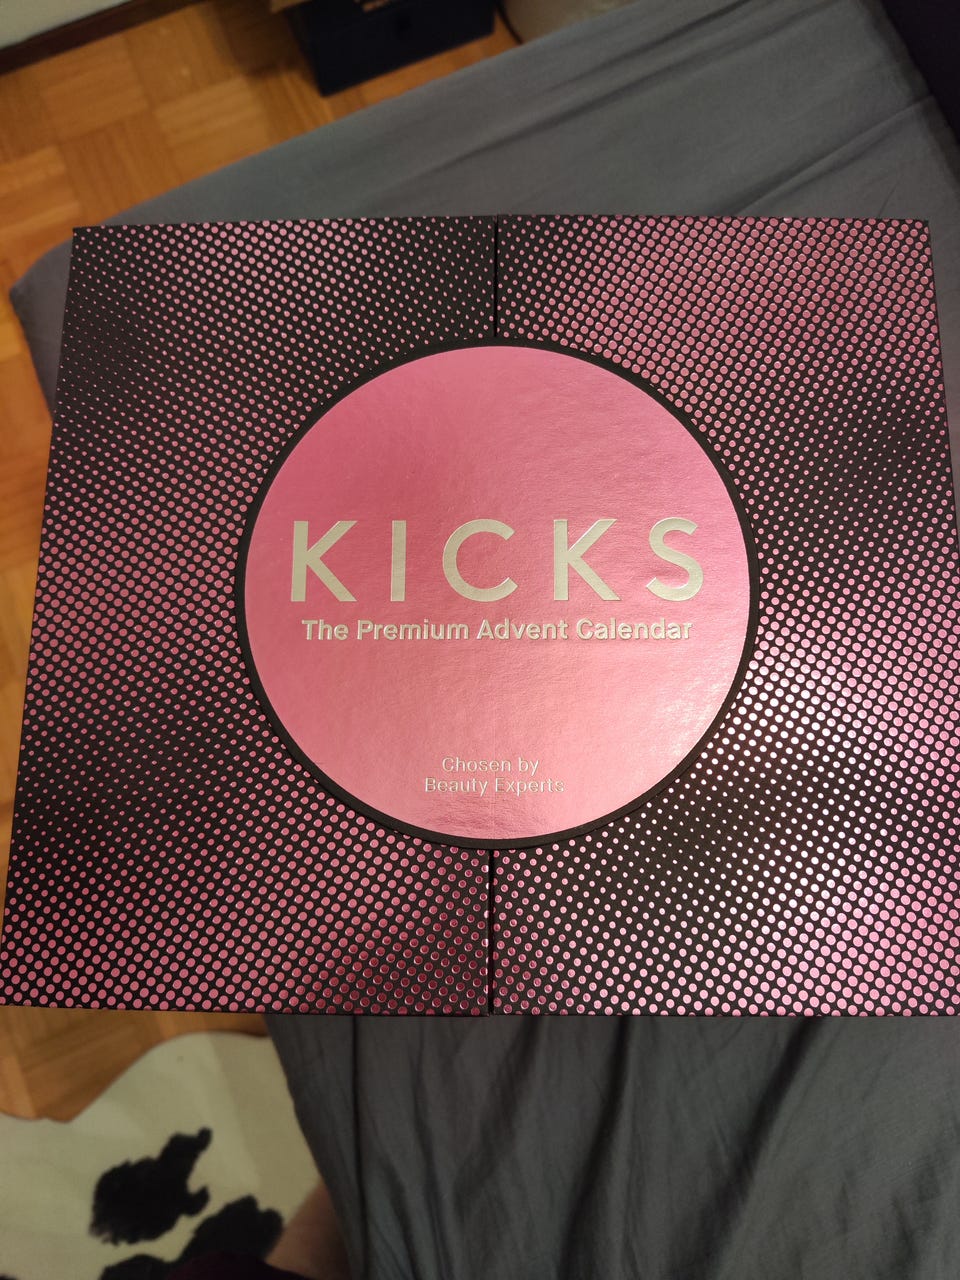 KICKS
The Premium Advent Calendar
Chosen by
Beauty Experts